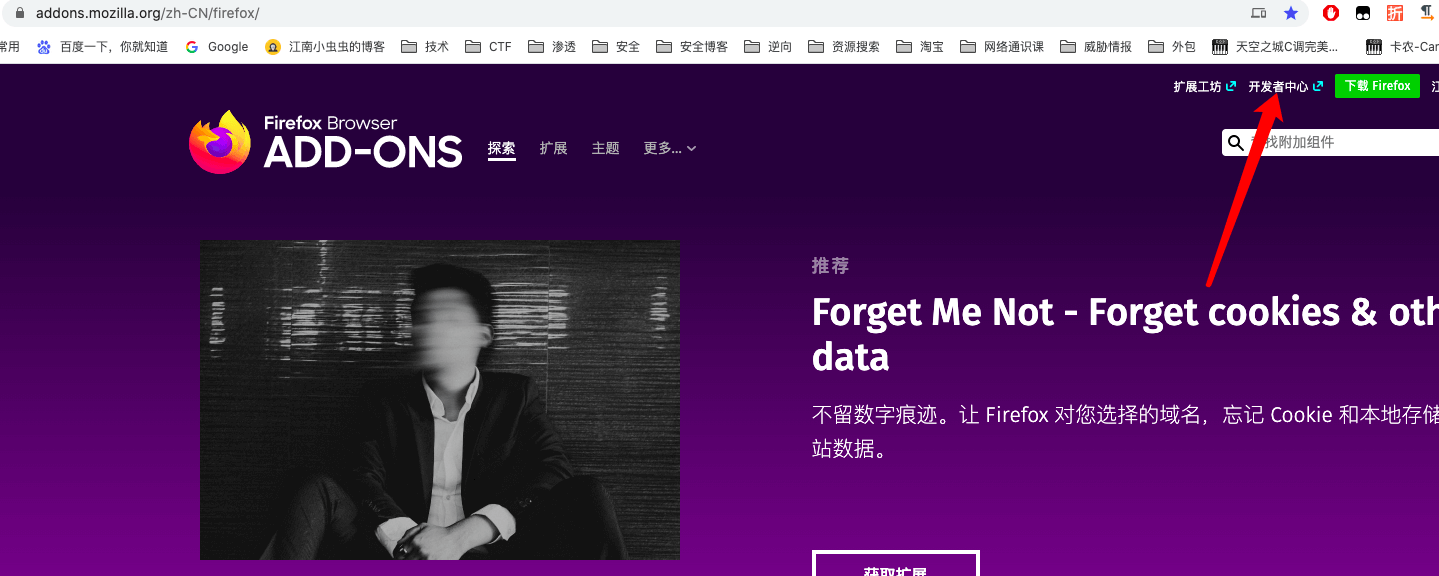 addons.mozilla.org/zh-CN/firefox/
常用 百度一下，你就知道 Google 江南小虫虫的博客 技术 CTF 渗透 安全 安全博客 逆向 资源搜索 淘宝 网络通识课 威胁情报 外包 天空之城C调完美... 卡农-Can
扩展工坊 开发者中心 下载 Firefox 江
Firefox Browser
ADD-ONS 探索 扩展 主题 更多...
找附加组件
推荐
Forget Me Not - Forget cookies & oth
data
不留数字痕迹。让 Firefox 对您选择的域名，忘记 Cookie 和本地存储
站数据。
获取扩展